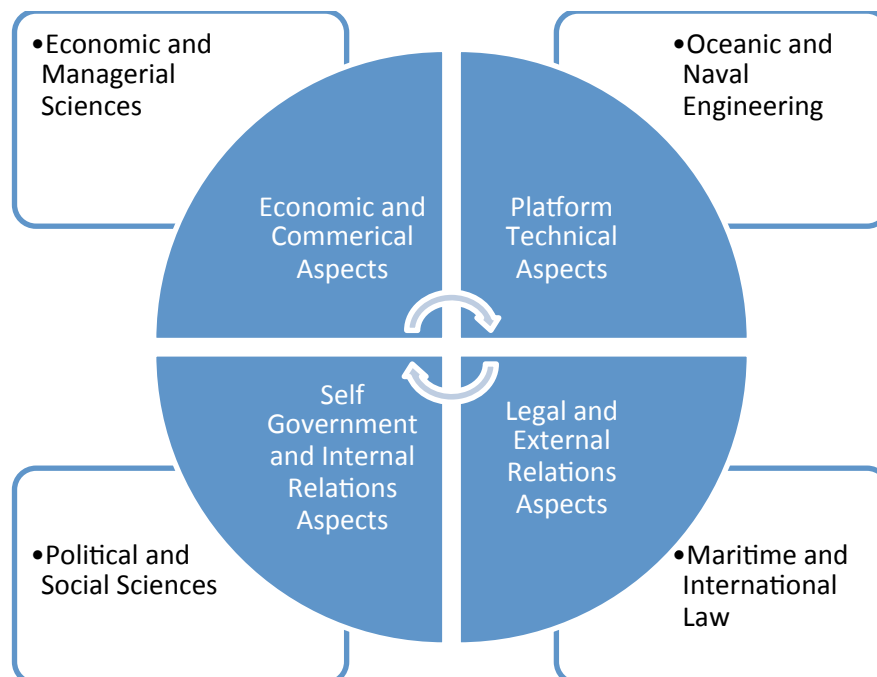 •Economic and
Managerial
Sciences
•Oceanic and
Naval
Engineering
Economic and
Commerical
Aspects
Platform
Technical
Aspects
Self
Government
and Internal
Relations
Aspects
Legal and
External
Relations
Aspects
•Political and
Social Sciences
•Maritime and
International
Law